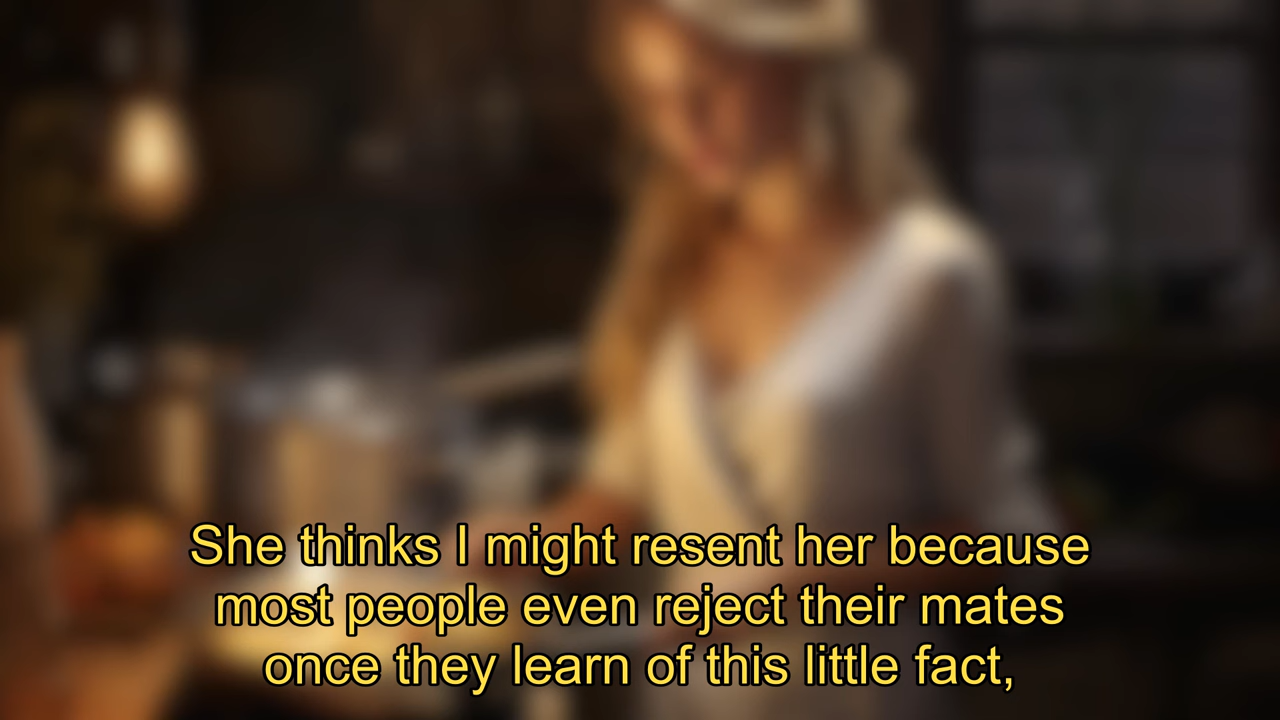 She thinks I might resent her because
most people even reject their mates
once they learn of this little fact,